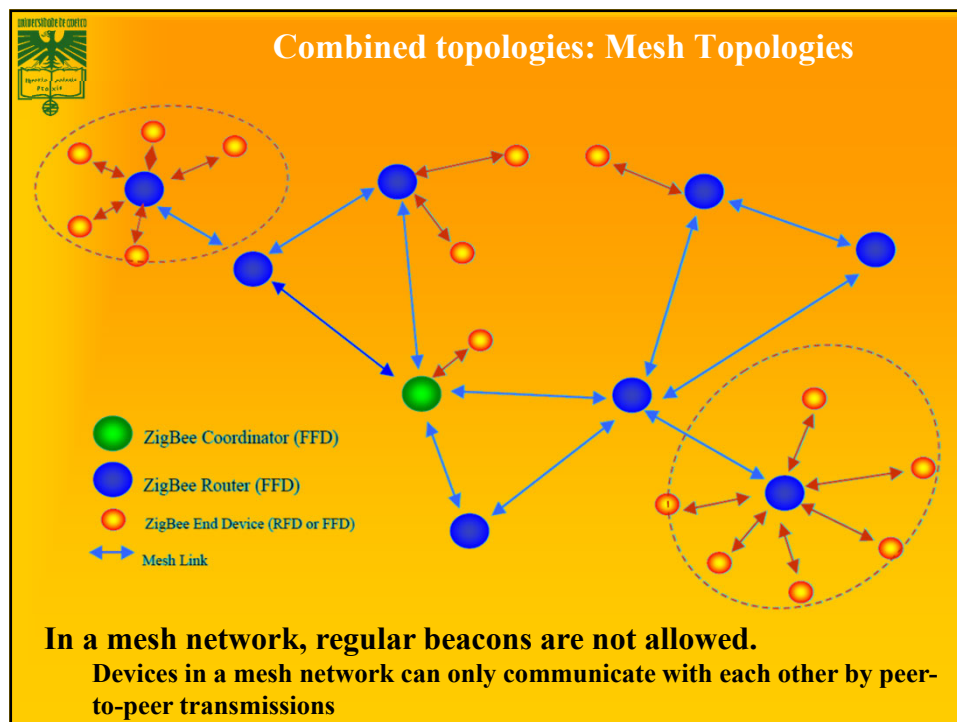 Combined topologies: Mesh Topologies
ZigBee Coordinator (FFD)
ZigBee Router (FFD)
ZigBee End Device (RFD or FFD)
Mesh Link
In a mesh network, regular beacons are not allowed.
Devices in a mesh network can only communicate with each other by peer-
to-peer transmissions